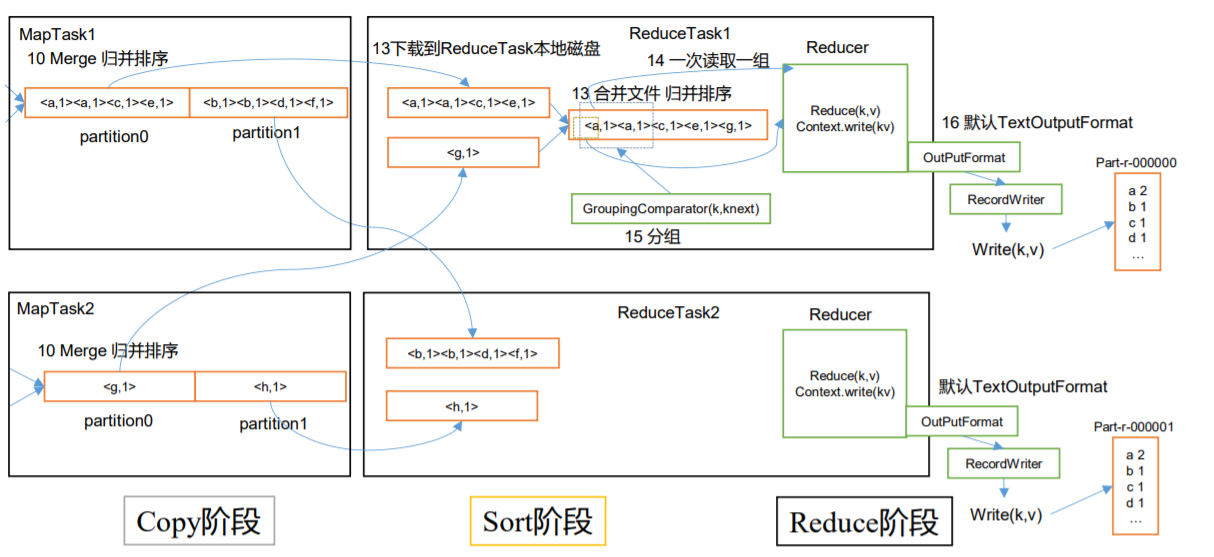 MapTask1
10 Merge 归并排序
<a,1><a,1><c,1><e,1>
<b,1><b,1><d,1><f,1>
partition0
partition1
ReduceTask1
13下载到ReduceTask本地磁盘
14 一次读取一组
Reducer
<a,1><a,1><c,1><e,1>
13 合并文件 归并排序
<a,1><a,1><c,1><e,1><g,1>
<g,1>
Reduce(k,v)
Context.write(kv)
GroupingComparator(k,knext)
15 分组
16 默认TextOutputFormat
OutPutFormat
RecordWriter
Write(k,v)
Part-r-000000
a 2
b 1
c 1
d 1
...
MapTask2
10 Merge 归并排序
<g,1>
<h,1>
partition0
partition1
ReduceTask2
Reducer
<b,1><b,1><d,1><f,1>
<h,1>
Reduce(k,v)
Context.write(kv)
默认TextOutputFormat
OutPutFormat
RecordWriter
Write(k,v)
Part-r-000001
a 2
b 1
c 1
d 1
...
Copy阶段
Sort阶段
Reduce阶段